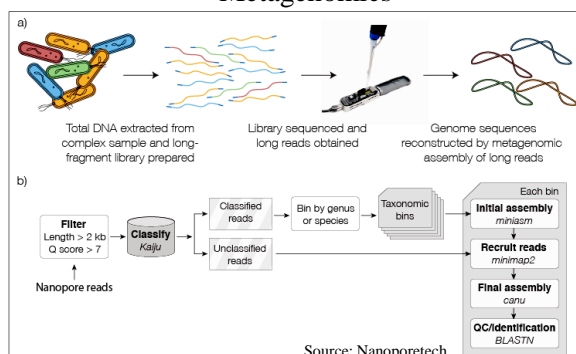 Metagenomics
a)
Total DNA extracted from
complex sample and long-
fragment library prepared
Library sequenced and
long reads obtained
Genome sequences
reconstructed by metagenomic
assembly of long reads
b)
Filter
Length > 2 kb
Q score > 7
Nanopore reads
Classify
Kaiju
Classified
reads
Unclassified
reads
Bin by genus
or species
Taxonomic
bins
Each bin
Initial assembly
miniasm
Recruit reads
minimap2
Final assembly
canu
QC/identification
BLASTN
Source: Nanoporetech